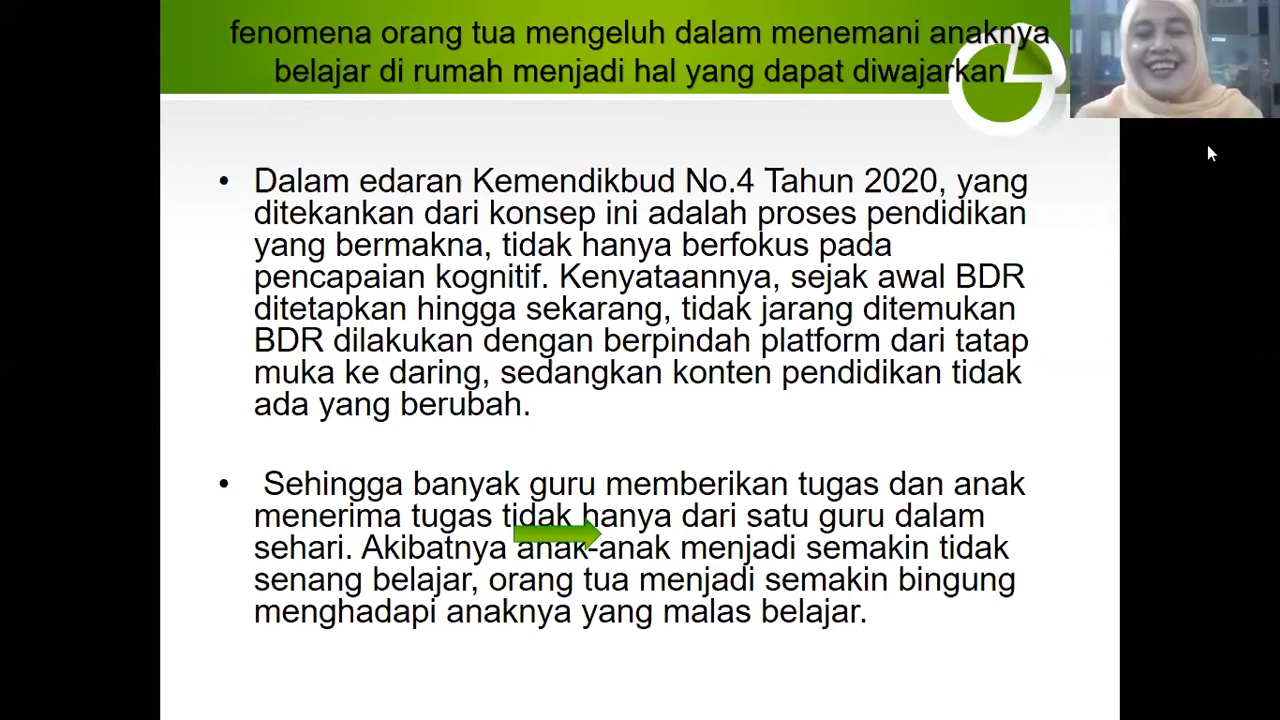 fenomena orang tua mengeluh dalam menemani anaknya
belajar di rumah menjadi hal yang dapat diwajarkan
• Dalam edaran Kemendikbud No.4 Tahun 2020, yang
ditekankan dari konsep ini adalah proses pendidikan
yang bermakna, tidak hanya berfokus pada
pencapaian kognitif. Kenyataannya, sejak awal BDR
ditetapkan hingga sekarang, tidak jarang ditemukan
BDR dilakukan dengan berpindah platform dari tatap
muka ke daring, sedangkan konten pendidikan tidak
ada yang berubah.
• Sehingga banyak guru memberikan tugas dan anak
menerima tugas tidak hanya dari satu guru dalam
sehari. Akibatnya anak-anak menjadi semakin tidak
senang belajar, orang tua menjadi semakin bingung
menghadapi anaknya yang malas belajar.